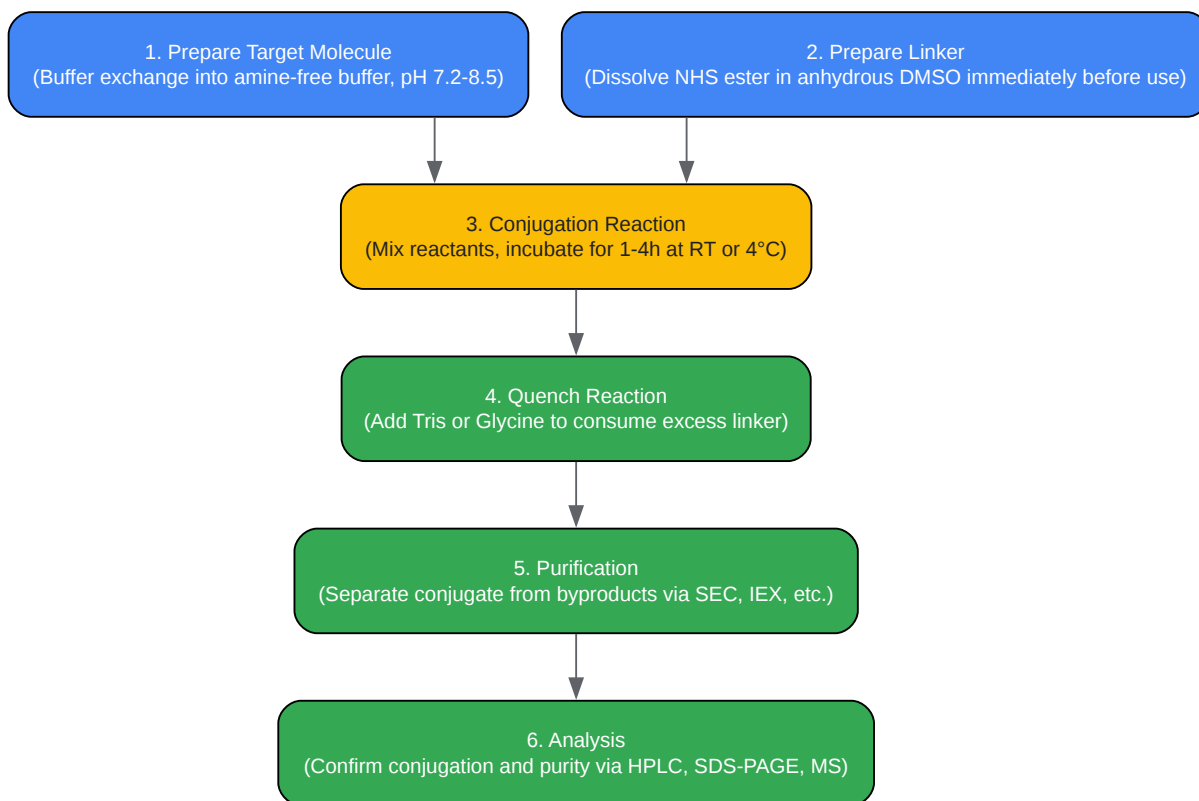 1. Prepare Target Molecule
(Buffer exchange into amine-free buffer, pH 7.2-8.5)
2. Prepare Linker
(Dissolve NHS ester in anhydrous DMSO immediately before use)
3. Conjugation Reaction
(Mix reactants, incubate for 1-4h at RT or 4°C)
4. Quench Reaction
(Add Tris or Glycine to consume excess linker)
5. Purification
(Separate conjugate from byproducts via SEC, IEX, etc.)
6. Analysis
(Confirm conjugation and purity via HPLC, SDS-PAGE, MS)